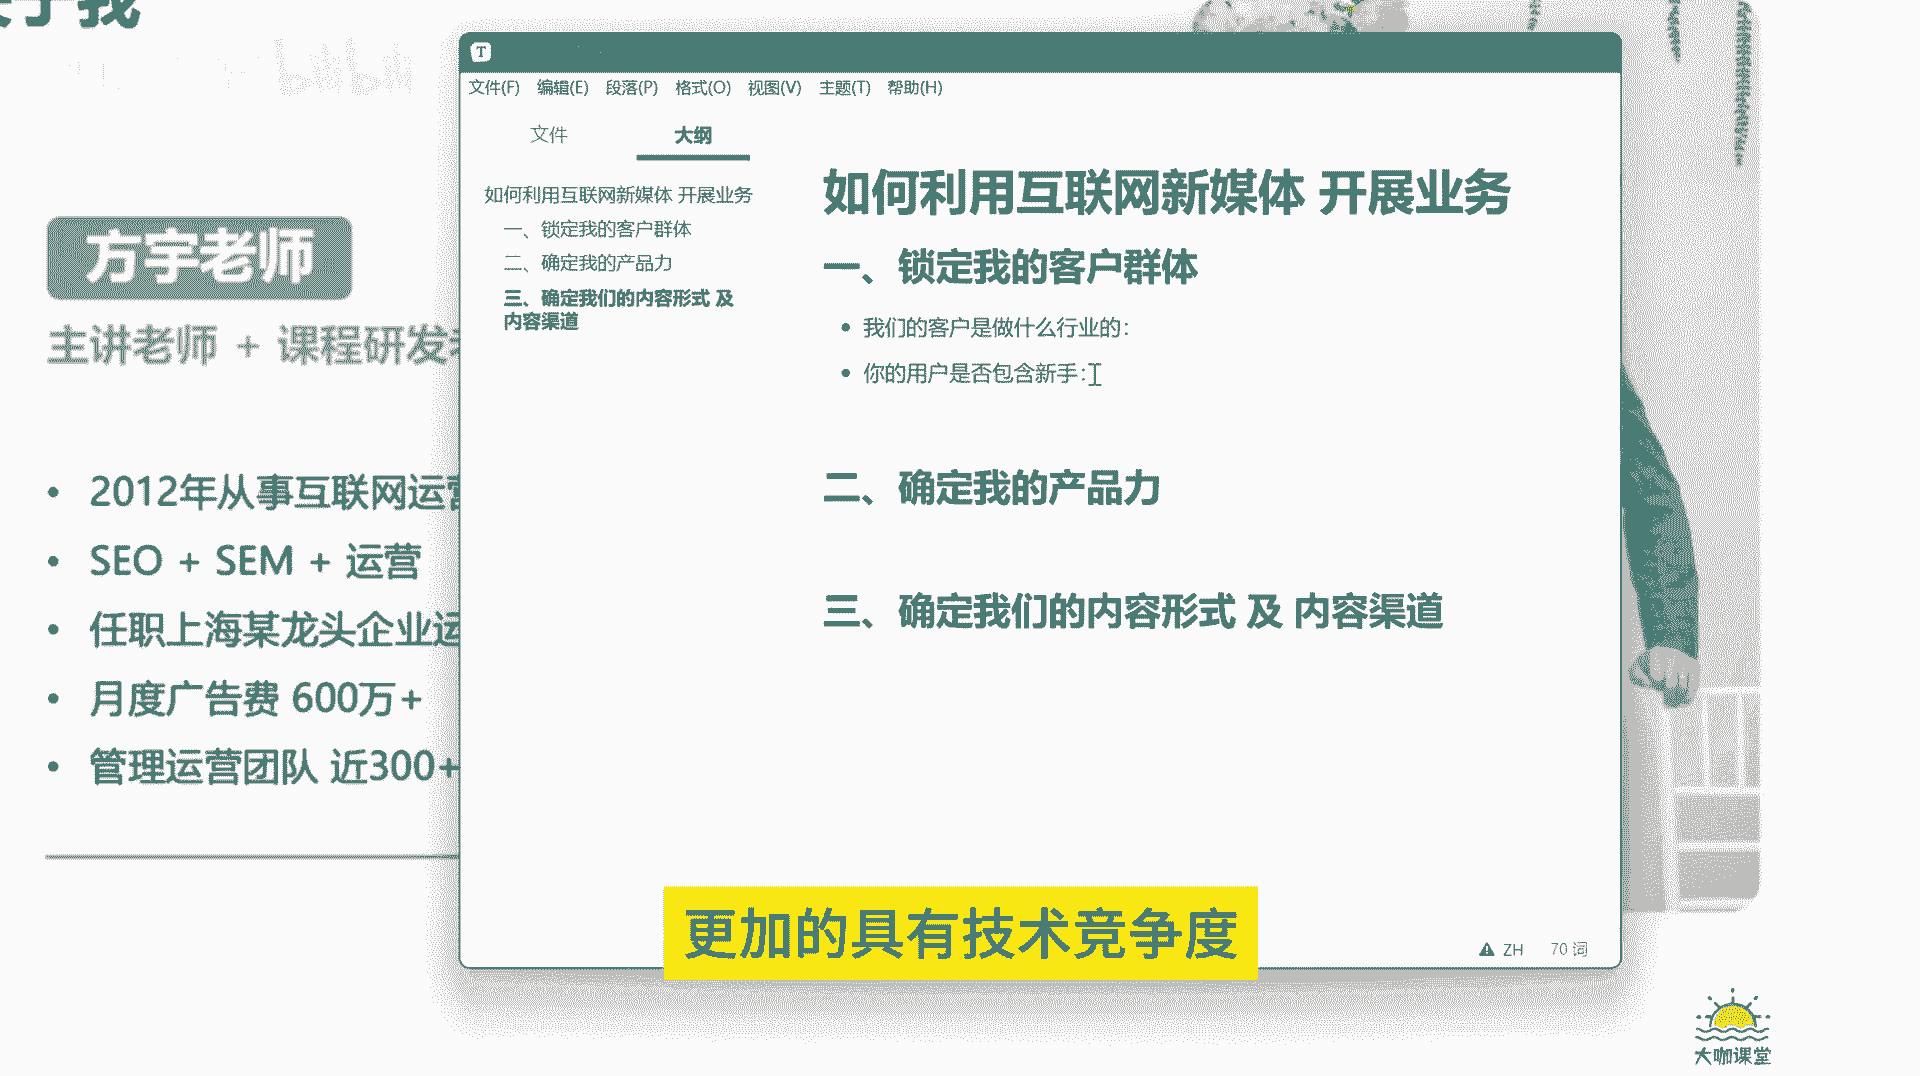 bilibili
方宇老师
主讲老师 + 课程研发
2012年从事互联网运营
SEO + SEM + 运营
任职上海某龙头企业运
月度广告费 600万+
管理运营团队 近300+
T
文件(F) 编辑(E) 段落(P) 格式(O) 视图(V) 主题(T) 帮助(H)
文件 大纲
如何利用互联网新媒体 开展业务
一、锁定我的客户群体
二、确定我的产品力
三、确定我们的内容形式 及
内容渠道
如何利用互联网新媒体 开展业务
一、锁定我的客户群体
我们的客户是做什么行业的：
你的用户是否包含新手：
二、确定我的产品力
三、确定我们的内容形式 及 内容渠道
更加的具有技术竞争度
ZH 70 词
大咖课堂